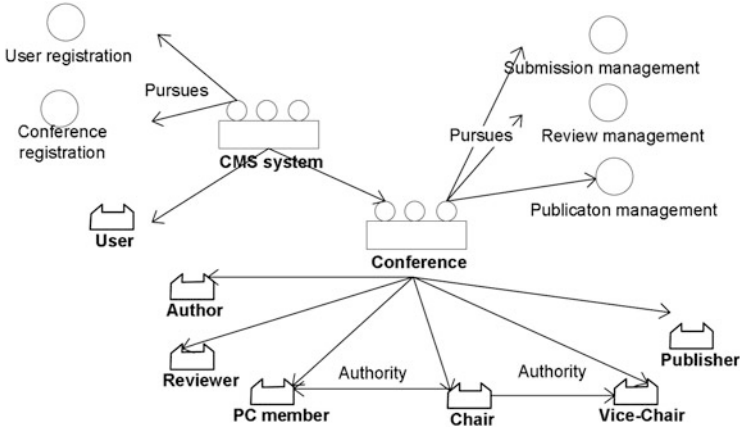 User registration
Pursues
Conference
registration
CMS system
User
Submission management
Pursues
Review management
Publicaton management
Conference
Author
Reviewer
Authority
PC member
Chair
Authority
Vice-Chair
Publisher